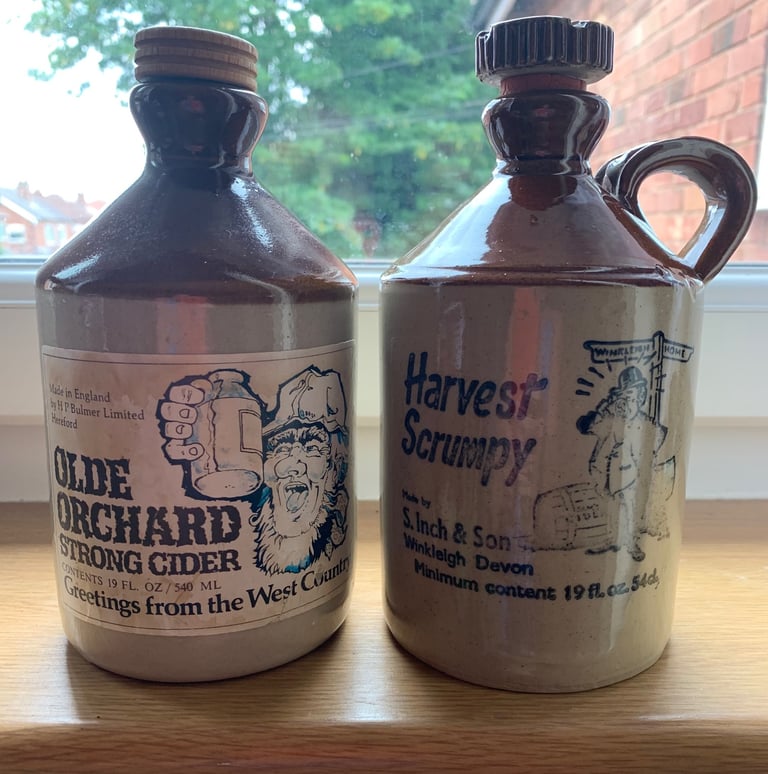 Made in England
by H P Bulmer Limited
Hereford
OLDE
ORCHARD
STRONG CIDER
CONTENTS 19 FL. OZ / 540 ML
Greetings from the West Country
WINKLEIGH HOME
Harvest
Scrumpy
Made by
S. Inch & Son
Winkleigh Devon
Minimum content 19 fl. oz. 54cl.